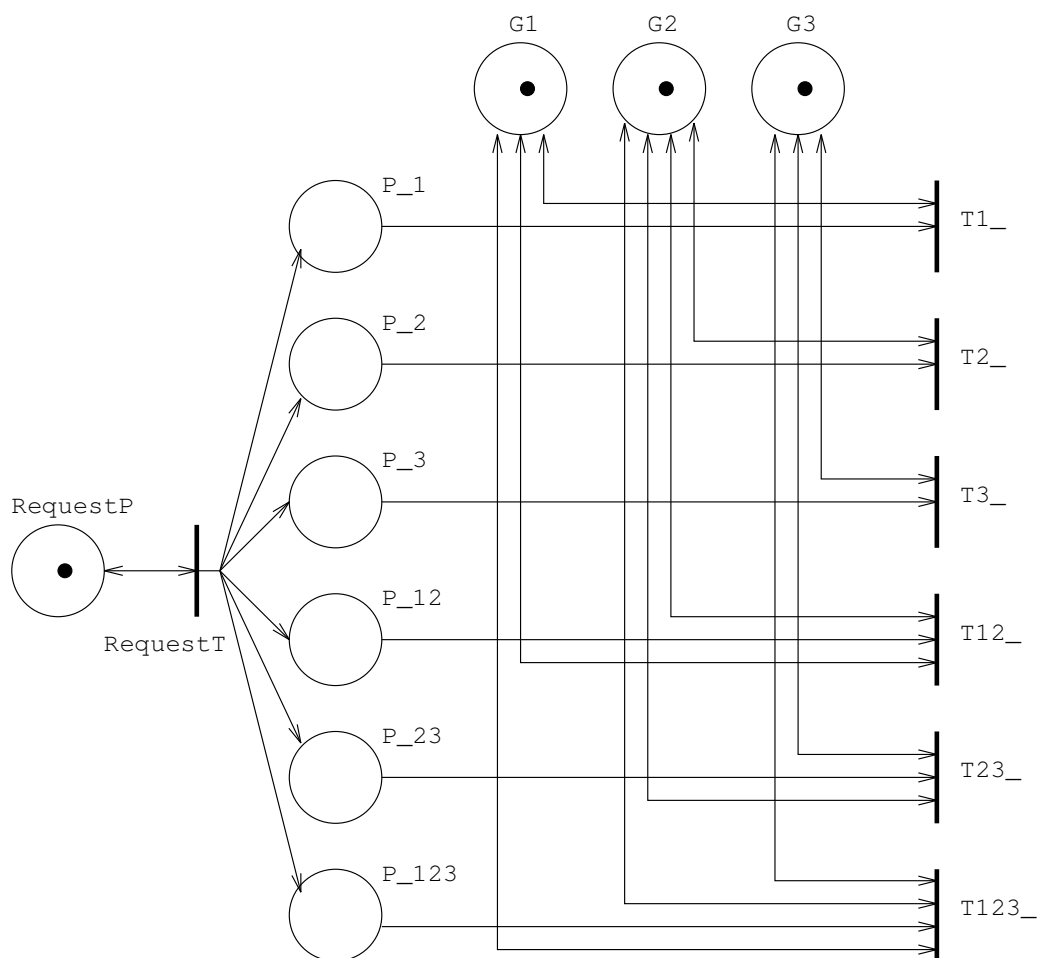 G1 G2 G3
P_1
T1_
P_2
T2_
P_3
T3_
RequestP
P_12
RequestT
T12_
P_23
T23_
P_123
T123_